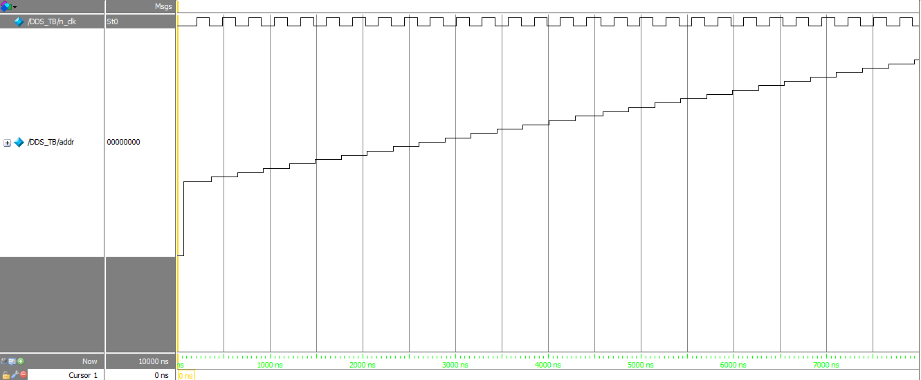 Msgs
/DDS_TB/n_clk St0
/DDS_TB/addr 00000000
ns 1000 ns 2000 ns 3000 ns 4000 ns 5000 ns 6000 ns 7000 ns
Now 10000 ns
Cursor 1 0 ns 0 ns